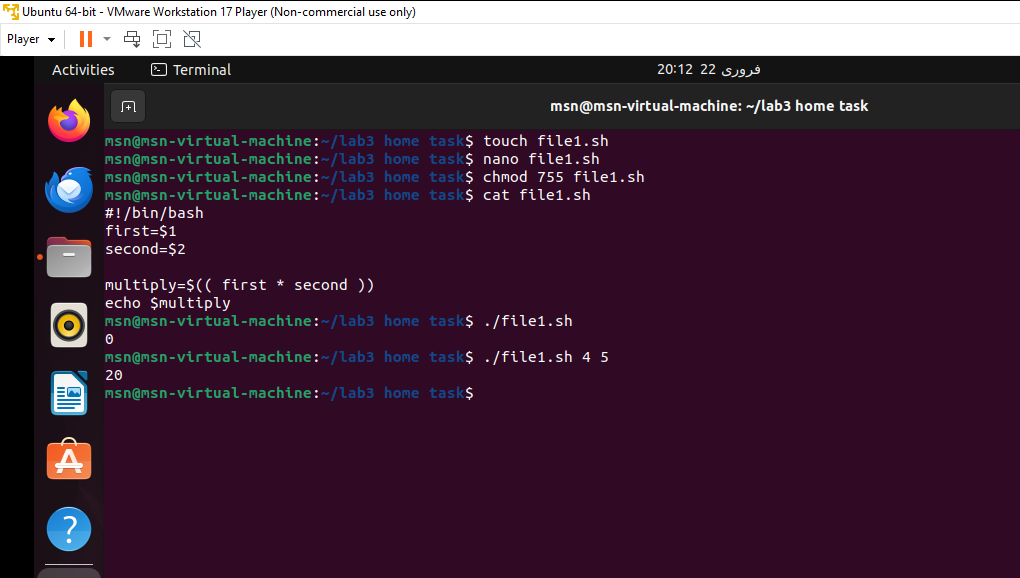 Ubuntu 64-bit - VMware Workstation 17 Player (Non-commercial use only)
Player
Activities
Terminal
20:12 22 فروری
msn@msn-virtual-machine: ~/lab3 home task
msn@msn-virtual-machine:~/lab3 home task$ touch file1.sh
msn@msn-virtual-machine:~/lab3 home task$ nano file1.sh
msn@msn-virtual-machine:~/lab3 home task$ chmod 755 file1.sh
msn@msn-virtual-machine:~/lab3 home task$ cat file1.sh
#!/bin/bash
first=$1
second=$2
multiply=$(( first * second ))
echo $multiply
msn@msn-virtual-machine:~/lab3 home task$ ./file1.sh
0
msn@msn-virtual-machine:~/lab3 home task$ ./file1.sh 4 5
20
msn@msn-virtual-machine:~/lab3 home task$